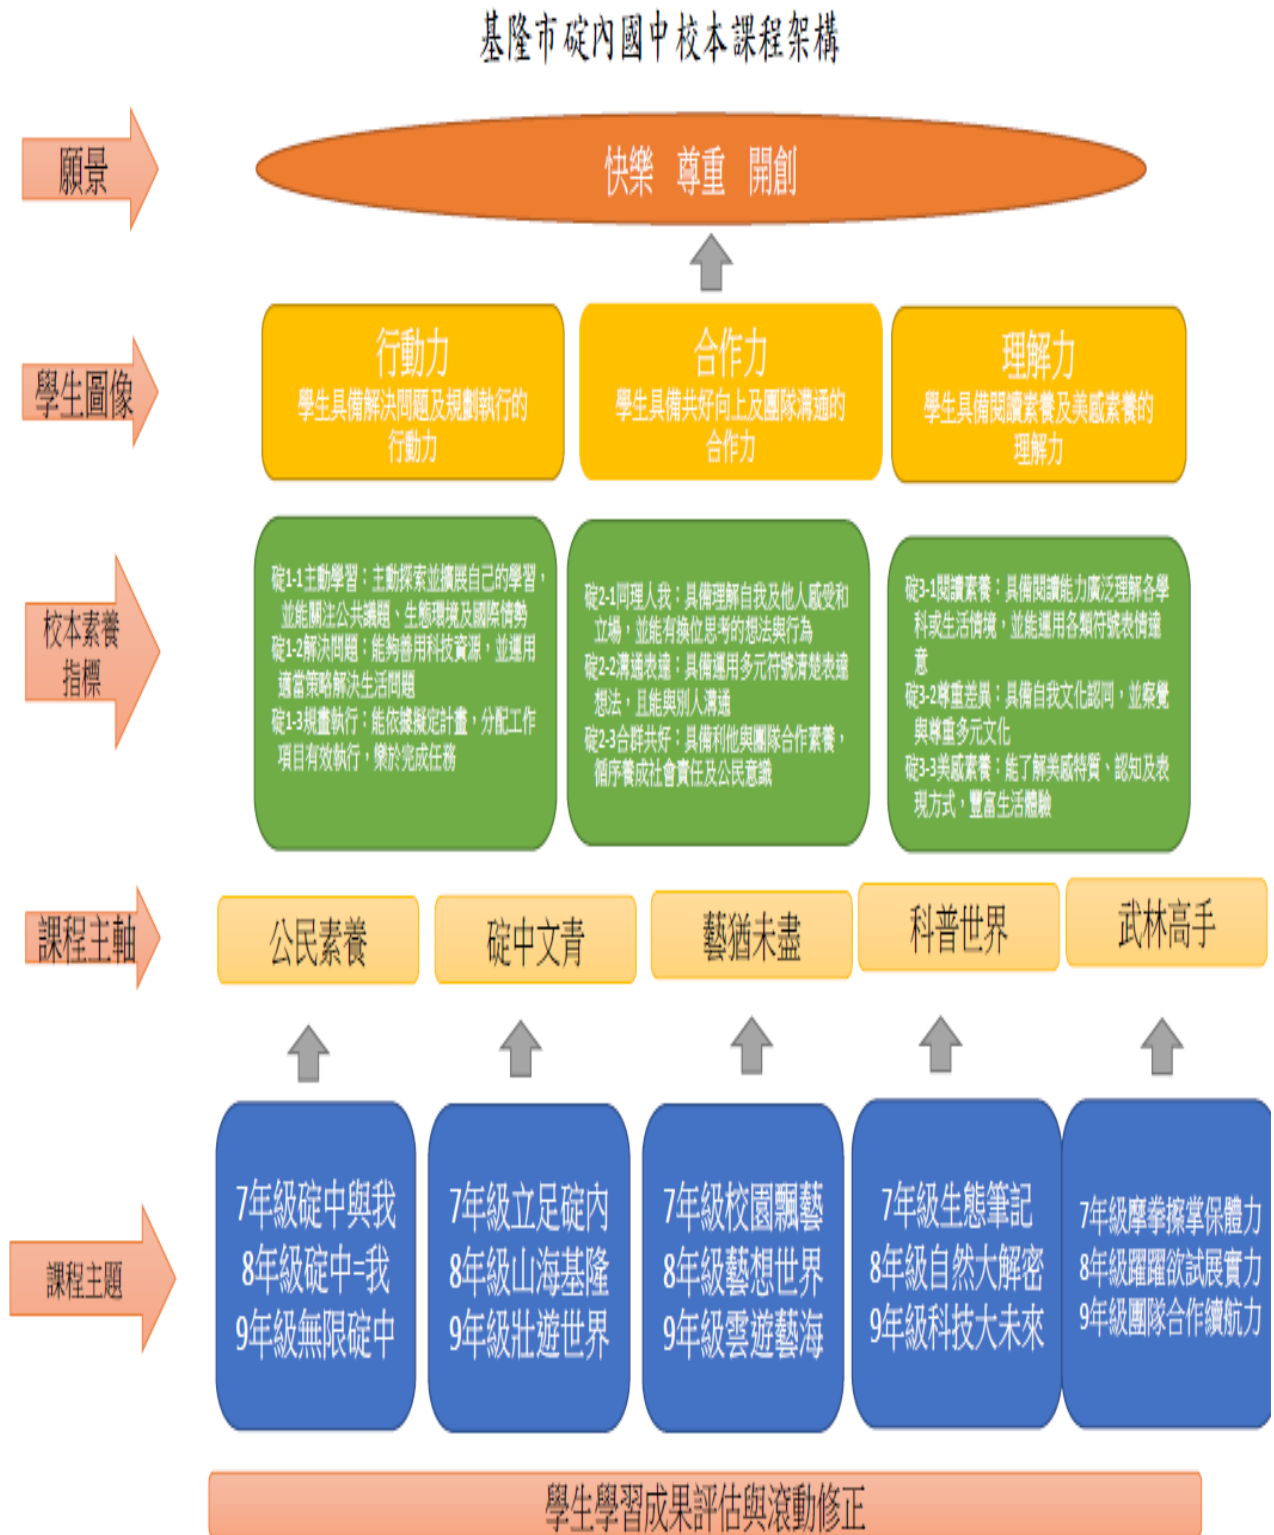 基隆市碇內國中校本課程架構
願景
快樂 尊重 開創
學生圖像
行動力
學生具備解決問題及規劃執行的
行動力
合作力
學生具備共好向上及團隊溝通的
合作力
理解力
學生具備閱讀素養及美感素養的
理解力
校本素養
指標
碇1-1主動學習：主動探索並擴展自己的學習，
並能關注公共議題、生態環境及國際情勢
碇1-2解決問題：能夠善用科技資源，並運用
適當策略解決生活問題
碇1-3規畫執行：能依據擬定計畫，分配工作
項目有效執行，樂於完成任務
碇2-1同理人我：具備理解自我及他人感受和
立場，並能有換位思考的想法與行為
碇2-2溝通表達：具備運用多元符號清楚表達
想法，且能與別人溝通
碇2-3合群共好：具備利他與團隊合作素養，
循序養成社會責任及公民意識
碇3-1閱讀素養：具備閱讀能力廣泛理解各學
科或生活情境，並能運用各類符號表情達
意
碇3-2尊重差異：具備自我文化認同，並察覺
與尊重多元文化
碇3-3美感素養：能了解美感特質、認知及表
現方式，豐富生活體驗
課程主軸
公民素養
碇中文青
藝猶未盡
科普世界
武林高手
課程主題
7年級碇中與我
8年級碇中=我
9年級無限碇中
7年級立足碇內
8年級山海基隆
9年級壯遊世界
7年級校園飄藝
8年級藝想世界
9年級雲遊藝海
7年級生態筆記
8年級自然大解密
9年級科技大未來
7年級摩拳擦掌保體力
8年級躍躍欲試展實力
9年級團隊合作續航力
學生學習成果評估與滾動修正